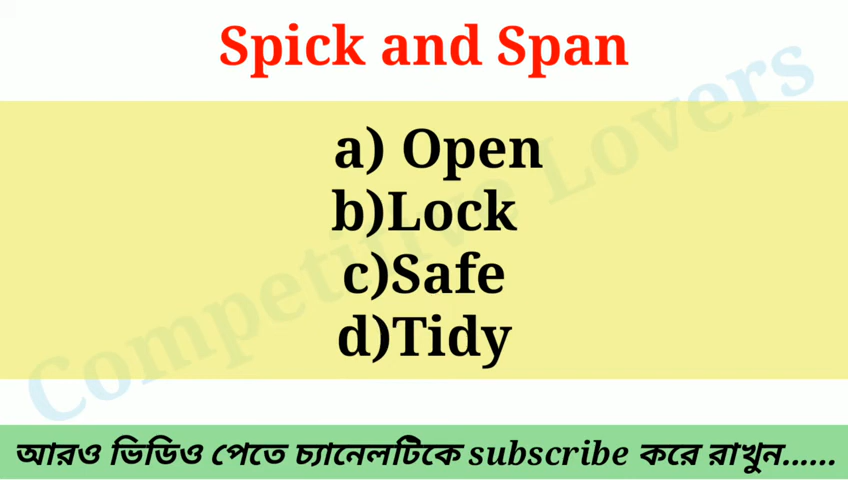 Spick and Span
a) Open
b)Lock
c)Safe
d)Tidy
Competitive Lovers
আরও ভিডিও পেতে চ্যানেলটিকে subscribe করে রাখুন......